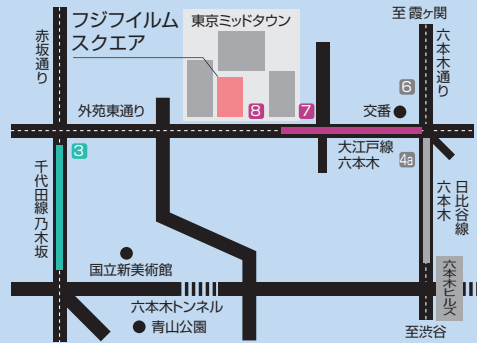 赤坂通り
フジフイルム
スクエア
東京ミッドタウン
至霞ヶ関
六本木通り
外苑東通り
8
7
6
交番
3
大江戸線
六本木
4a
千代田線乃木坂
日比谷線
六本木
国立新美術館
六本木ヒルズ
六本木トンネル
青山公園
至渋谷